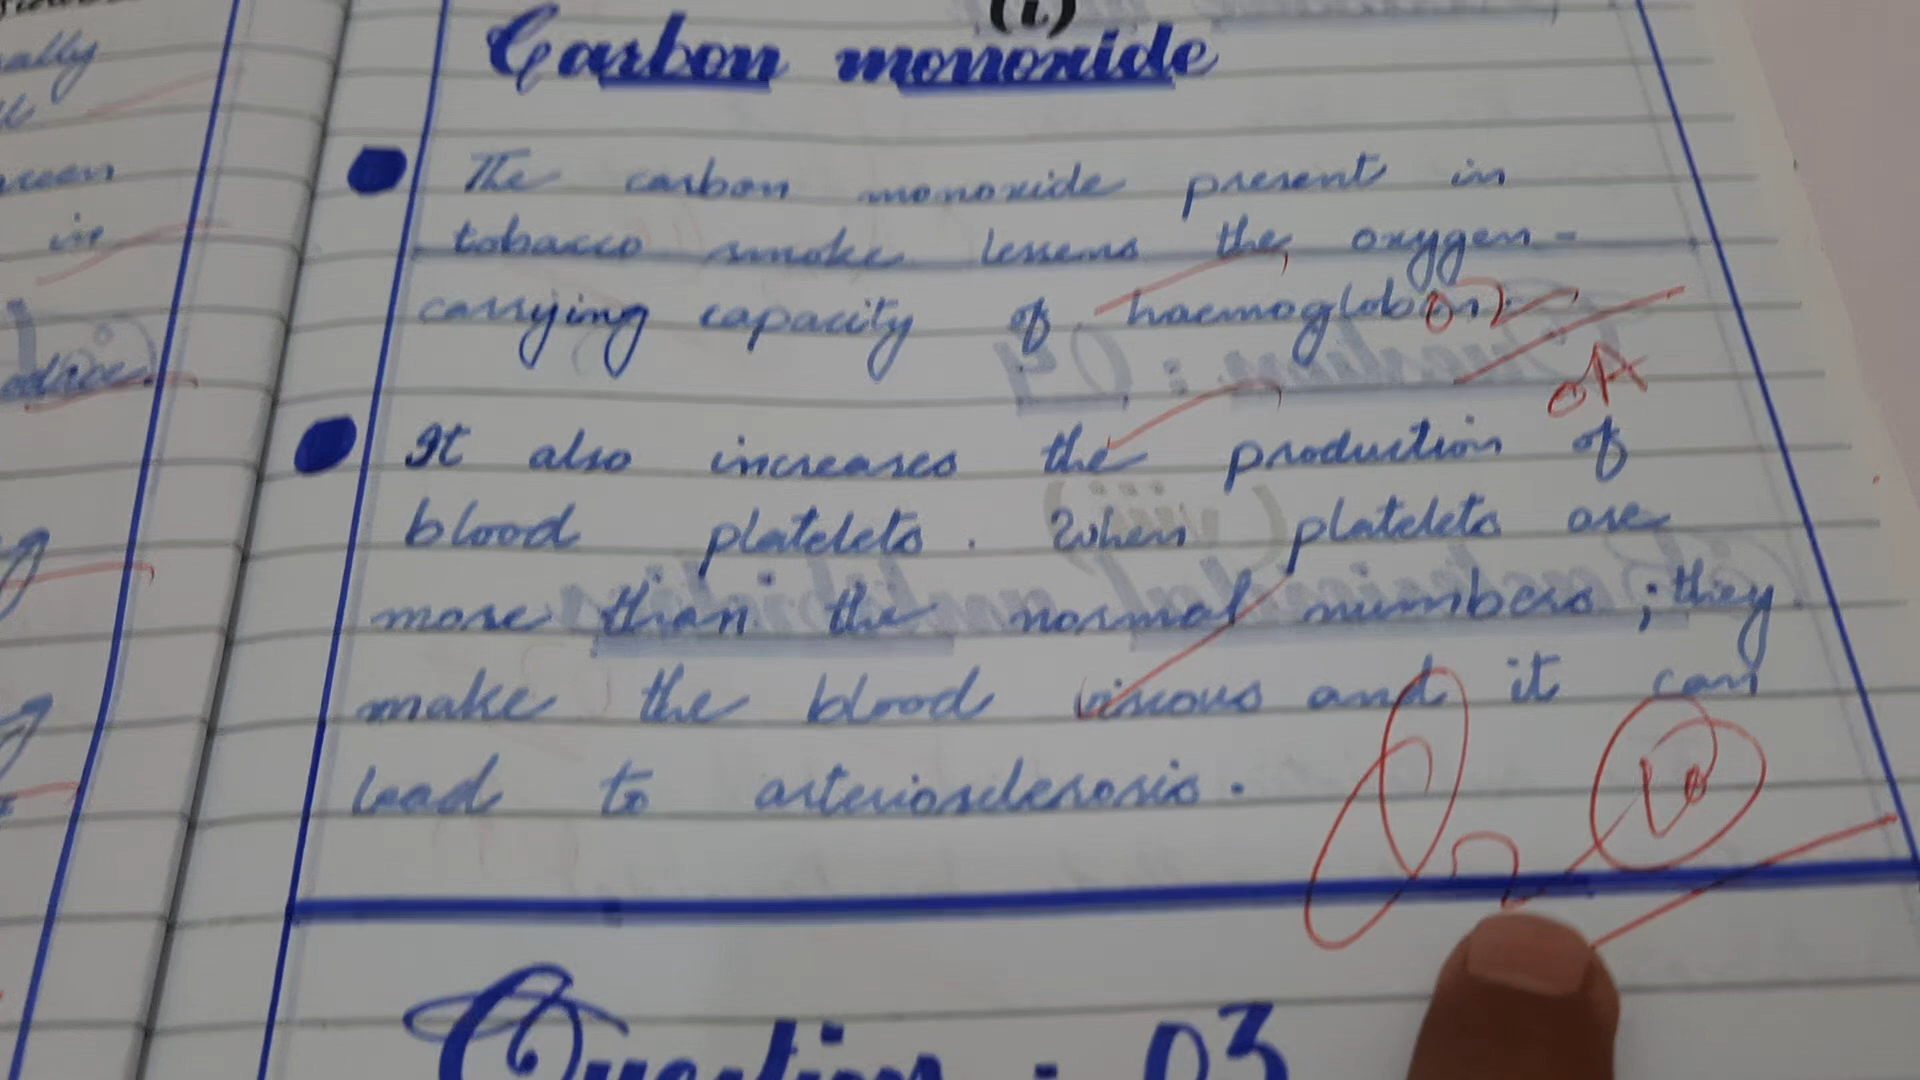 (i)
Carbon monoxide
The carbon monoxide present in
tobacco smoke lessens the oxygen-
carrying capacity of haemoglobin.
It also increases the production of
blood platelets. When platelets are
more than the normal numbers; they
make the blood viscous and it can
lead to arteriosclerosis.
Question: 03